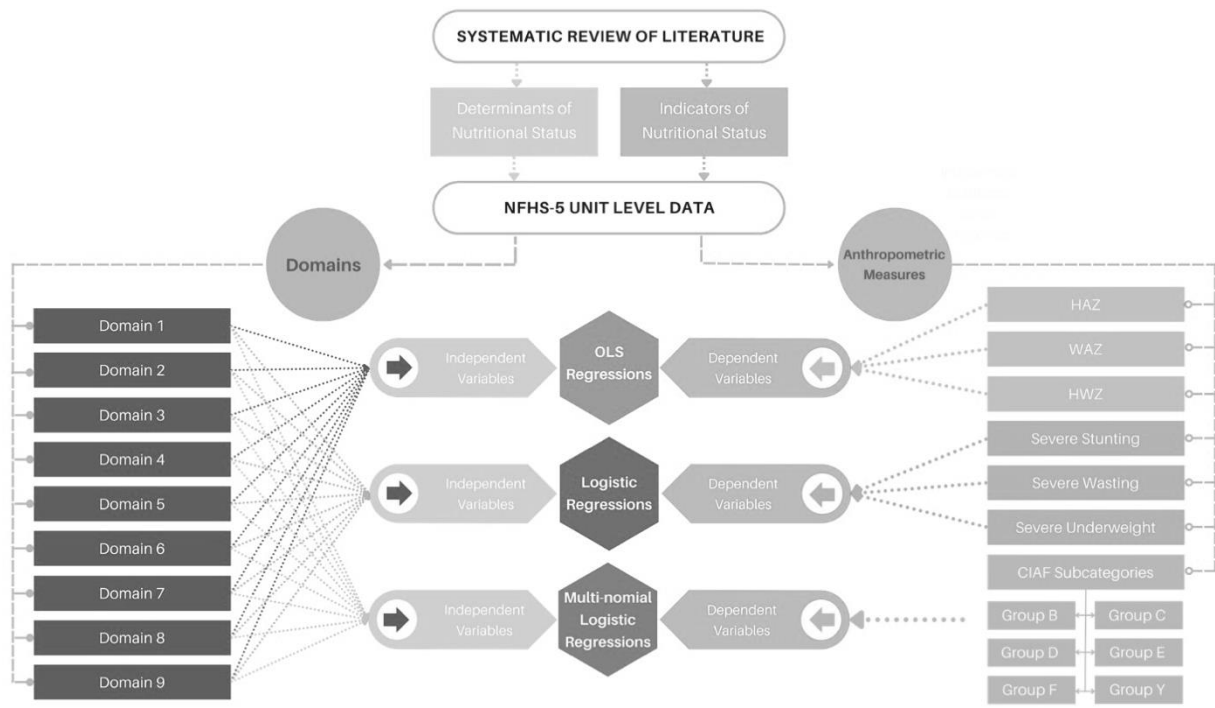 SYSTEMATIC REVIEW OF LITERATURE
Determinants of
Nutritional Status
Indicators of
Nutritional Status
NFHS-5 UNIT LEVEL DATA
Domains
Anthropometric
Measures
Domain 1
Domain 2
Domain 3
Domain 4
Domain 5
Domain 6
Domain 7
Domain 8
Domain 9
Independent
Variables
OLS
Regressions
Dependent
Variables
Independent
Variables
Logistic
Regressions
Dependent
Variables
Independent
Variables
Multi-nomial
Logistic
Regressions
Dependent
Variables
HAZ
WAZ
HWZ
Severe Stunting
Severe Wasting
Severe Underweight
CIAF Subcategories
Group B
Group C
Group D
Group E
Group F
Group Y